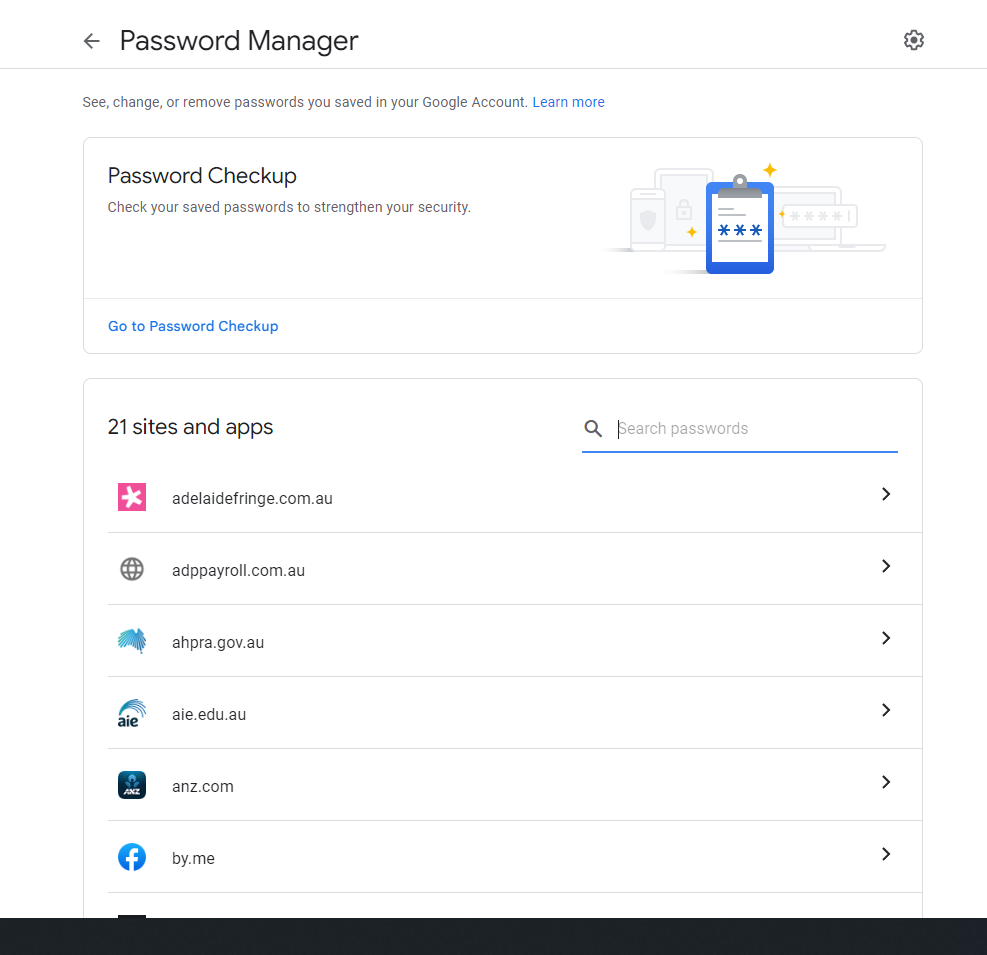 Password Manager
See, change, or remove passwords you saved in your Google Account. Learn more
Password Checkup
Check your saved passwords to strengthen your security.
***
****|
Go to Password Checkup
21 sites and apps
Search passwords
adelaidefringe.com.au
adppayroll.com.au
ahpra.gov.au
aie
aie.edu.au
ANZ
anz.com
by.me